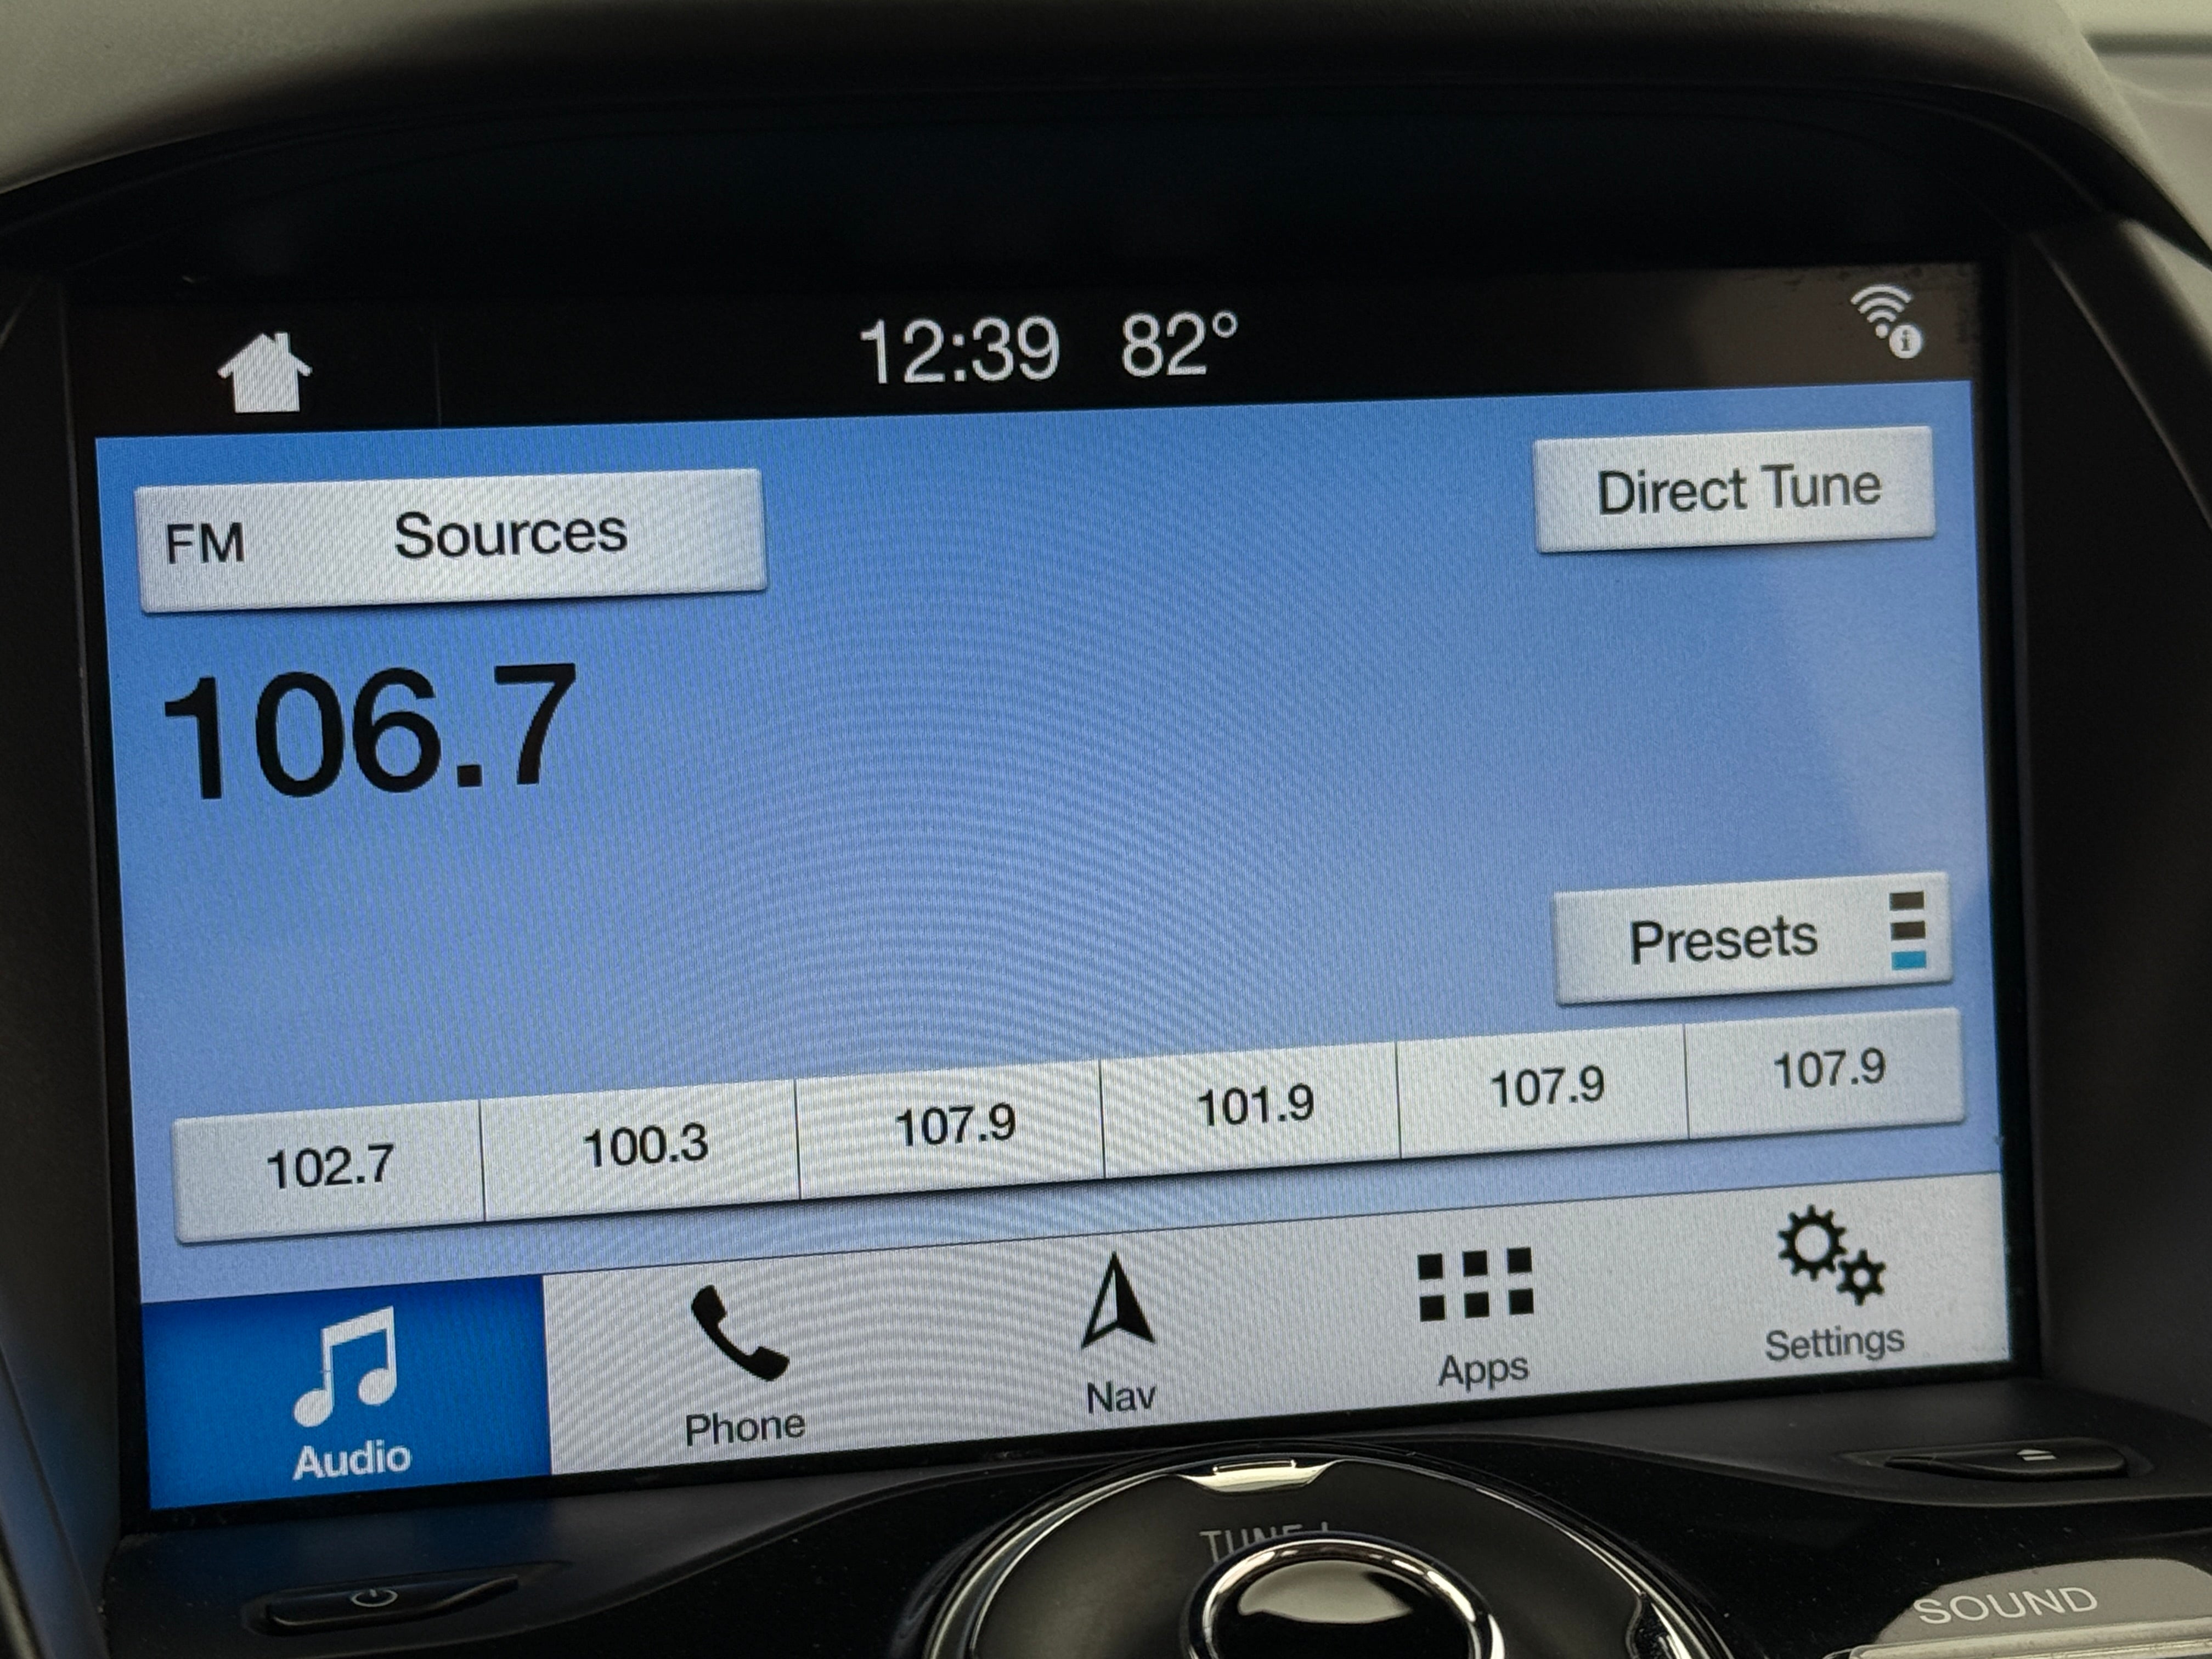 12:39 82°
FM Sources
Direct Tune
106.7
Presets
102.7 100.3 107.9 101.9 107.9 107.9
Audio Phone Nav Apps Settings
TUNE
SOUND